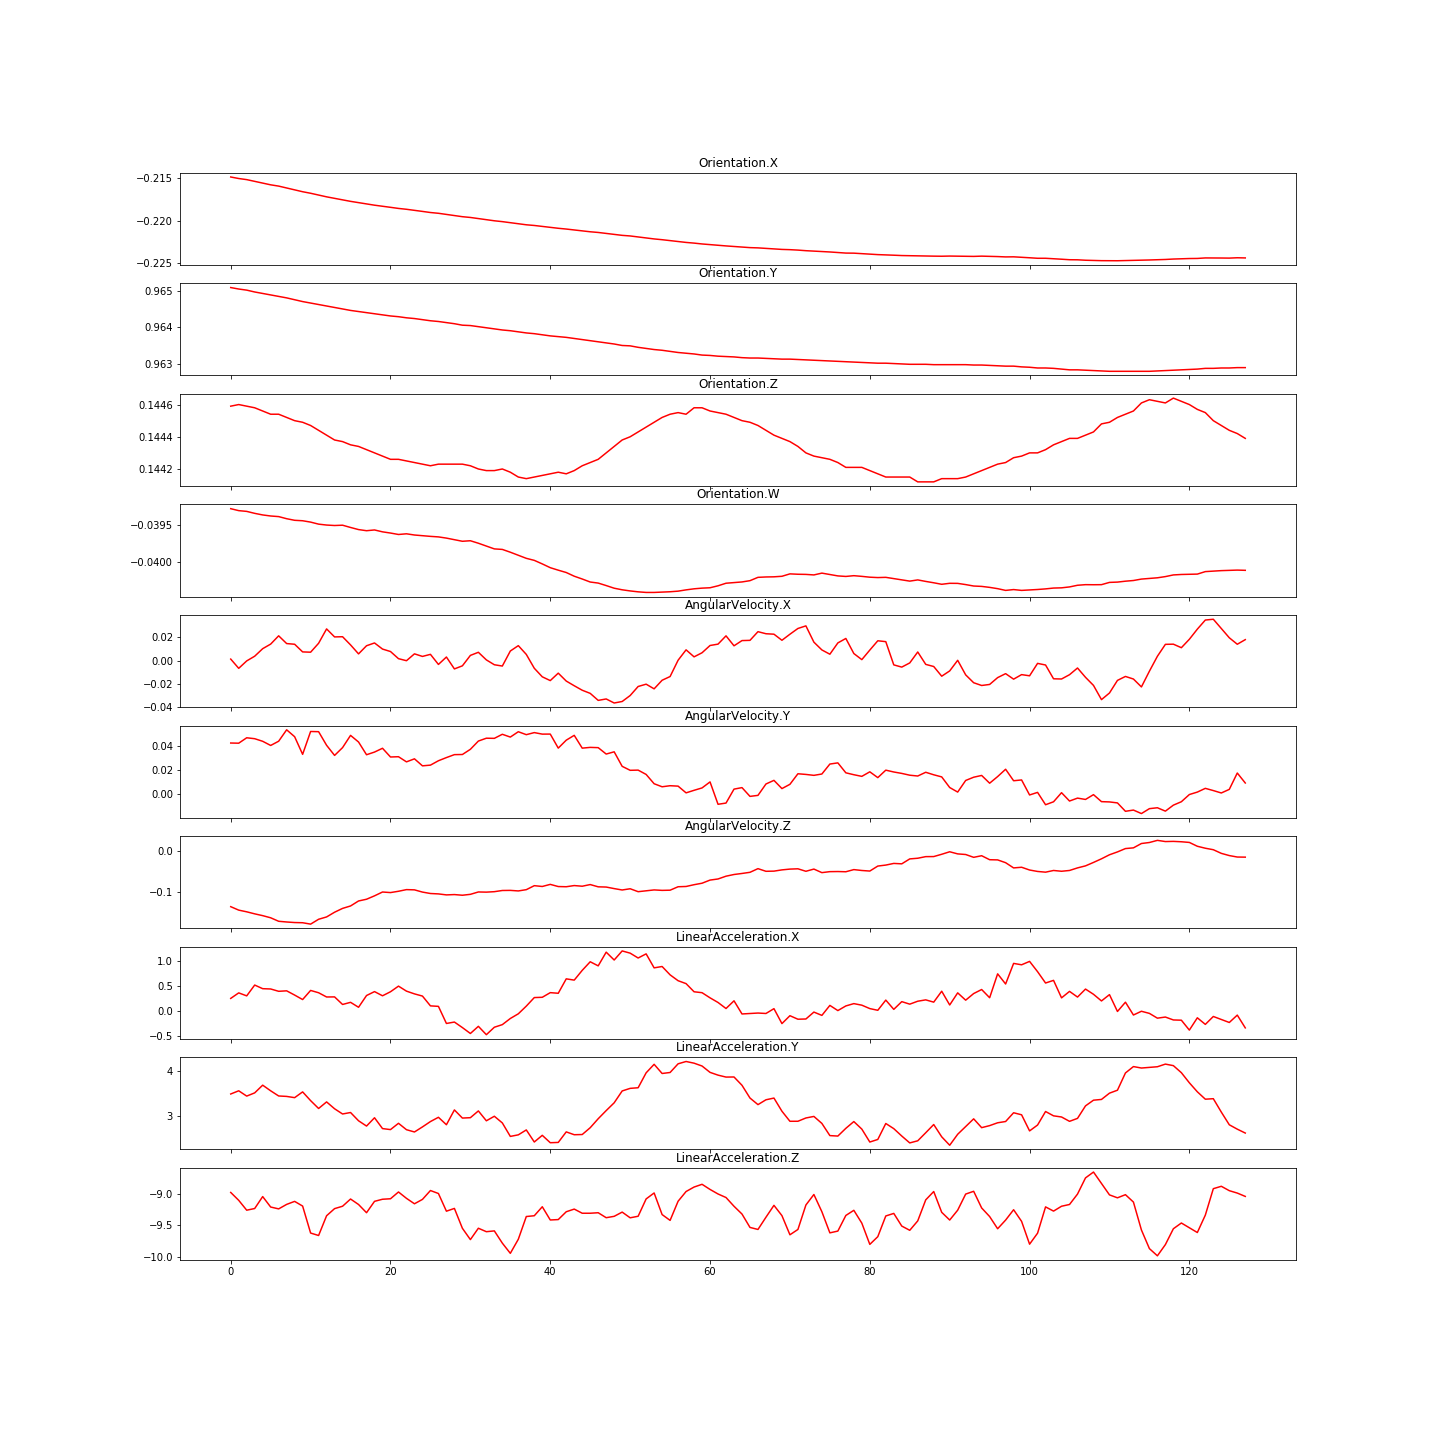 Orientation.X
−0.215
−0.220
−0.225
Orientation.Y
0.965
0.964
0.963
Orientation.Z
0.1446
0.1444
0.1442
Orientation.W
−0.0395
−0.0400
AngularVelocity.X
0.02
0.00
−0.02
−0.04
AngularVelocity.Y
0.04
0.02
0.00
AngularVelocity.Z
0.0
−0.1
LinearAcceleration.X
1.0
0.5
0.0
−0.5
LinearAcceleration.Y
4
3
LinearAcceleration.Z
−9.0
−9.5
−10.0
0 20 40 60 80 100 120